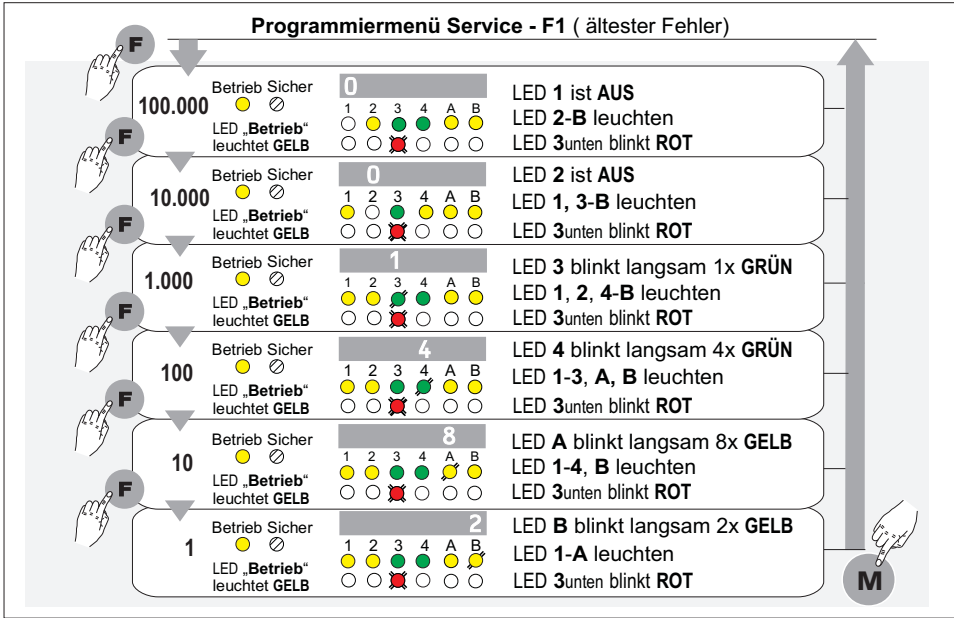 Programmiermenü Service - F1 ( ältester Fehler)
F
100.000
Betrieb Sicher
LED „Betrieb“
leuchtet GELB
0
1 2 3 4 A B
LED 1 ist AUS
LED 2-B leuchten
LED 3unten blinkt ROT
F
10.000
Betrieb Sicher
LED „Betrieb“
leuchtet GELB
0
1 2 3 4 A B
LED 2 ist AUS
LED 1, 3-B leuchten
LED 3unten blinkt ROT
F
1.000
Betrieb Sicher
LED „Betrieb“
leuchtet GELB
1
1 2 3 4 A B
LED 3 blinkt langsam 1x GRÜN
LED 1, 2, 4-B leuchten
LED 3unten blinkt ROT
F
100
Betrieb Sicher
LED „Betrieb“
leuchtet GELB
4
1 2 3 4 A B
LED 4 blinkt langsam 4x GRÜN
LED 1-3, A, B leuchten
LED 3unten blinkt ROT
F
10
Betrieb Sicher
LED „Betrieb“
leuchtet GELB
8
1 2 3 4 A B
LED A blinkt langsam 8x GELB
LED 1-4, B leuchten
LED 3unten blinkt ROT
F
1
Betrieb Sicher
LED „Betrieb“
leuchtet GELB
2
1 2 3 4 A B
LED B blinkt langsam 2x GELB
LED 1-A leuchten
LED 3unten blinkt ROT
M